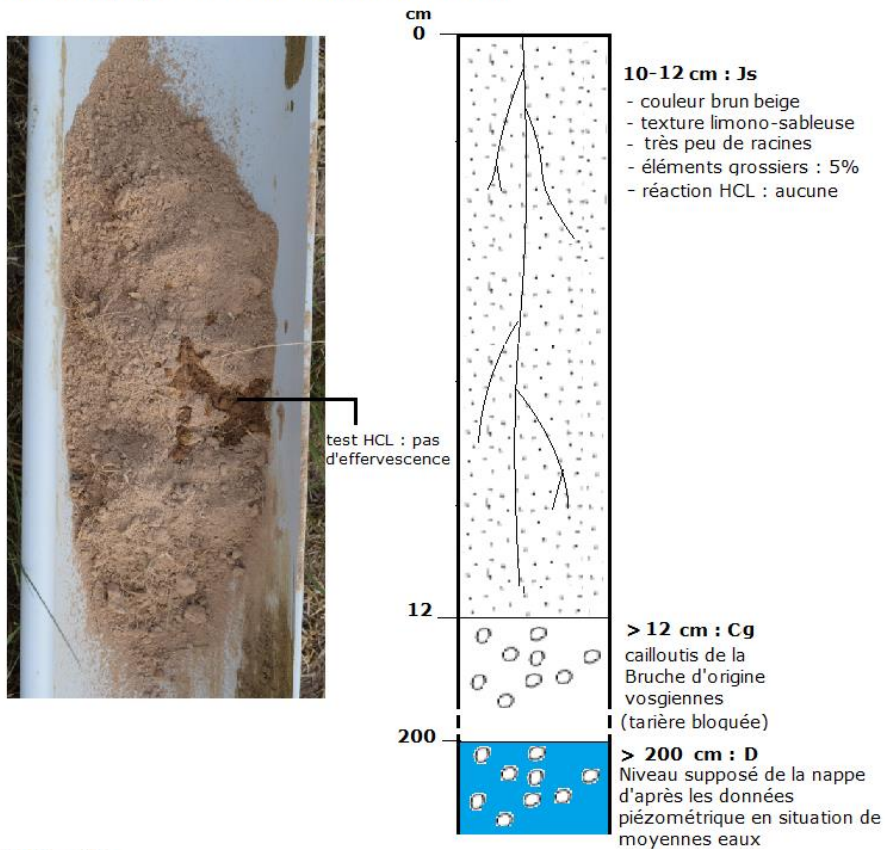 cm
0
10-12 cm : Js
- couleur brun beige
- texture limono-sableuse
- très peu de racines
- éléments grossiers : 5%
- réaction HCL : aucune
test HCL : pas
d'effervescence
12
> 12 cm : Cg
cailloutis de la
Bruche d'origine
vosgiennes
(tarière bloquée)
200
> 200 cm : D
Niveau supposé de la nappe
d'après les données
piézométrique en situation de
moyennes eaux